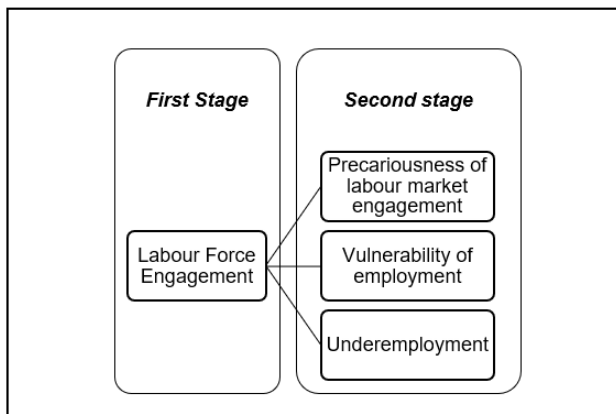 First Stage
Second stage
Precariousness of
labour market
engagement
Labour Force
Engagement
Vulnerability of
employment
Underemployment